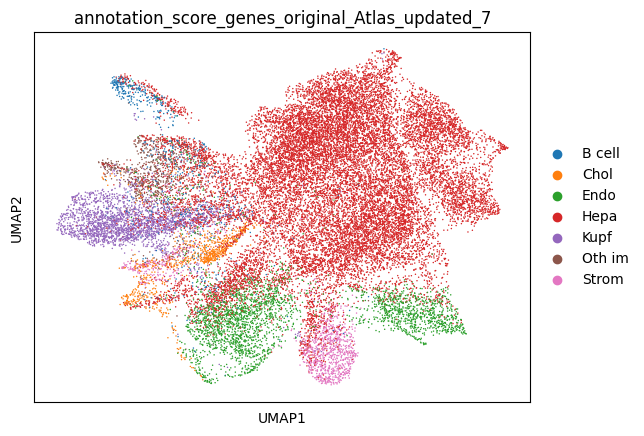 annotation_score_genes_original_Atlas_updated_7
UMAP2
B cell
Chol
Endo
Hepa
Kupf
Oth im
Strom
UMAP1